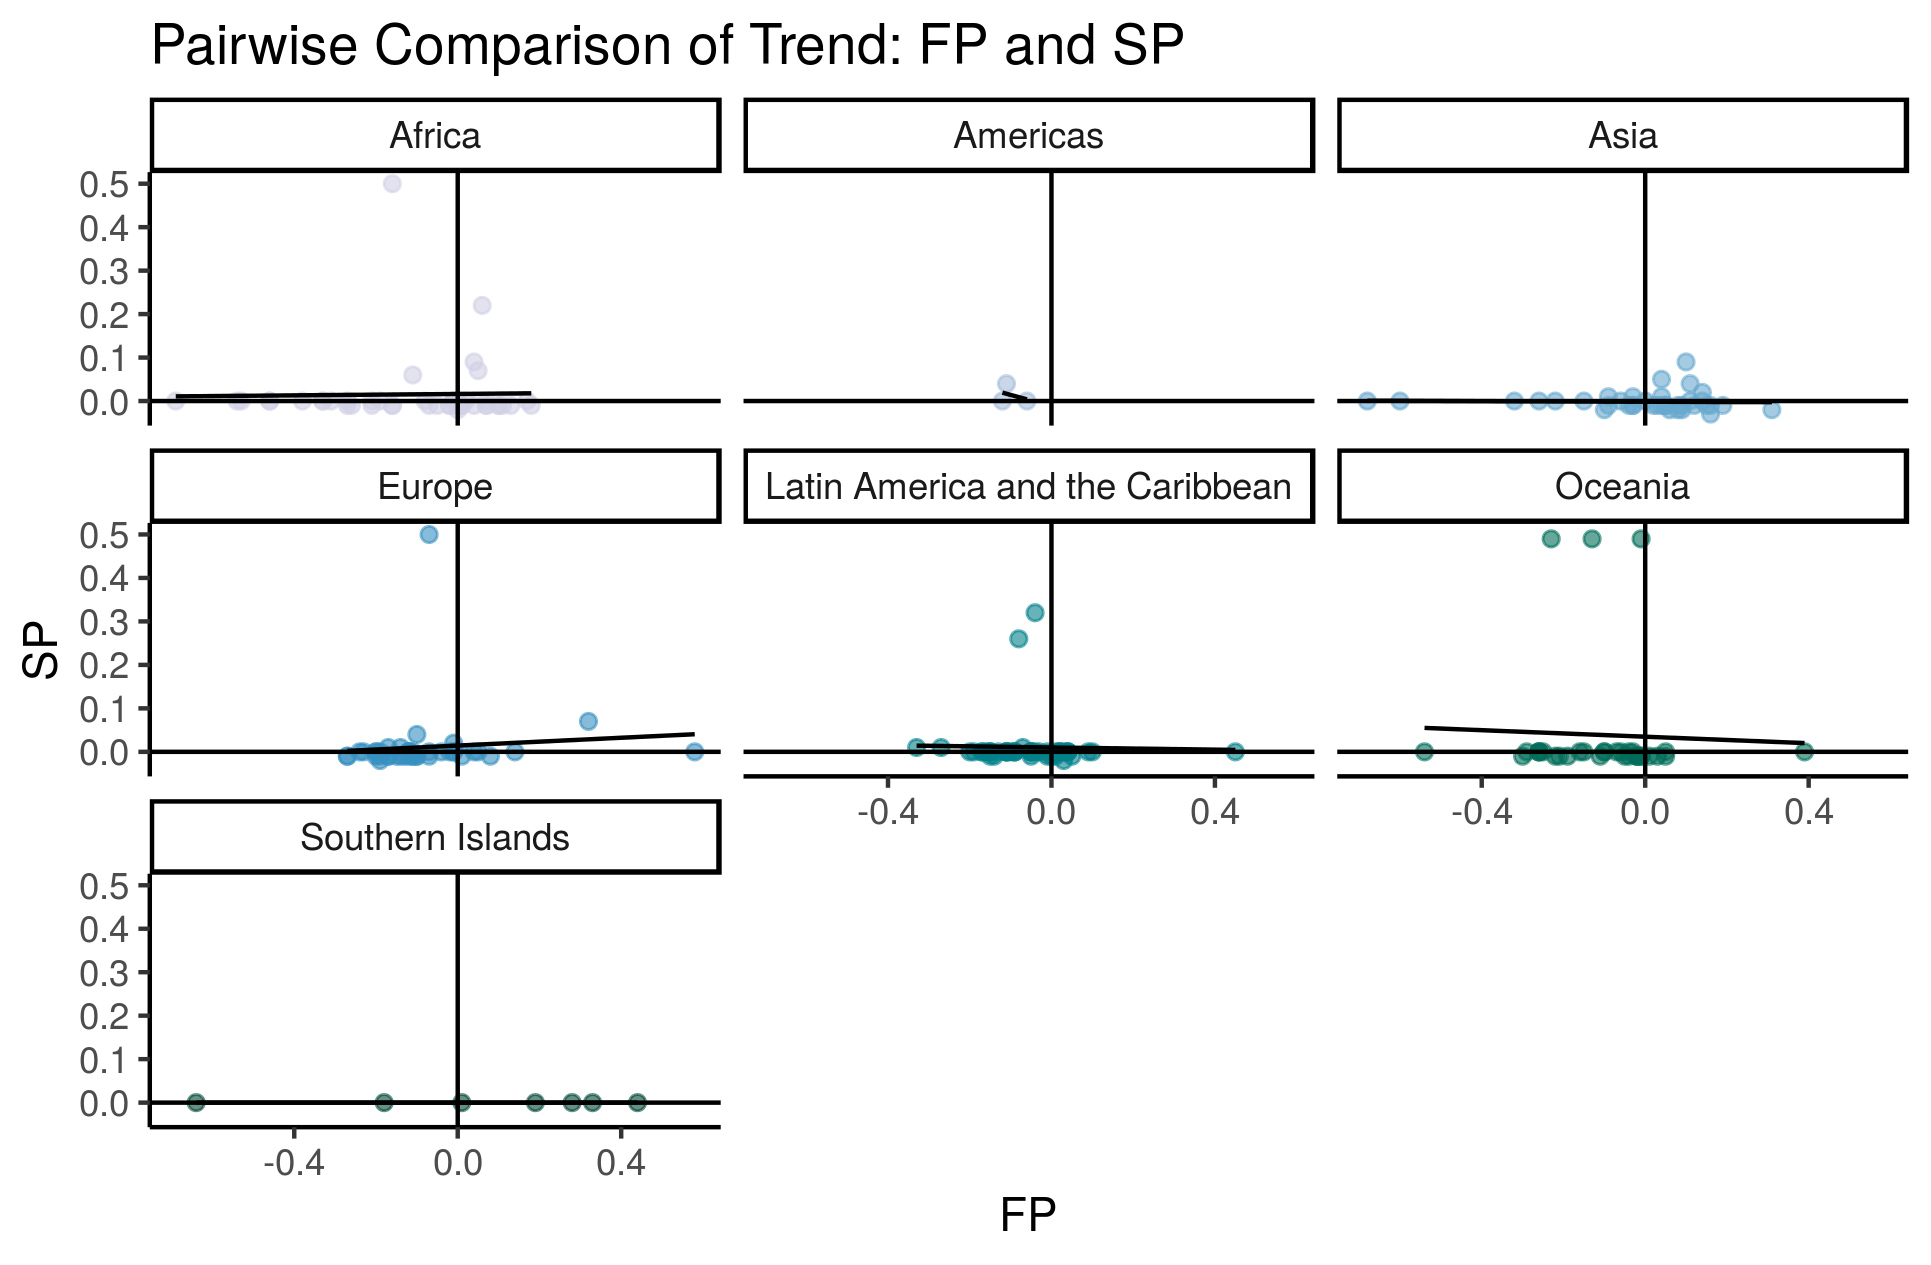 Pairwise Comparison of Trend: FP and SP
Africa
Americas
Asia
0.5
0.4
0.3
0.2
0.1
0.0
Europe
Latin America and the Caribbean
Oceania
0.5
0.4
0.3
0.2
0.1
0.0
SP
-0.4 0.0 0.4
-0.4 0.0 0.4
Southern Islands
0.5
0.4
0.3
0.2
0.1
0.0
-0.4 0.0 0.4
FP